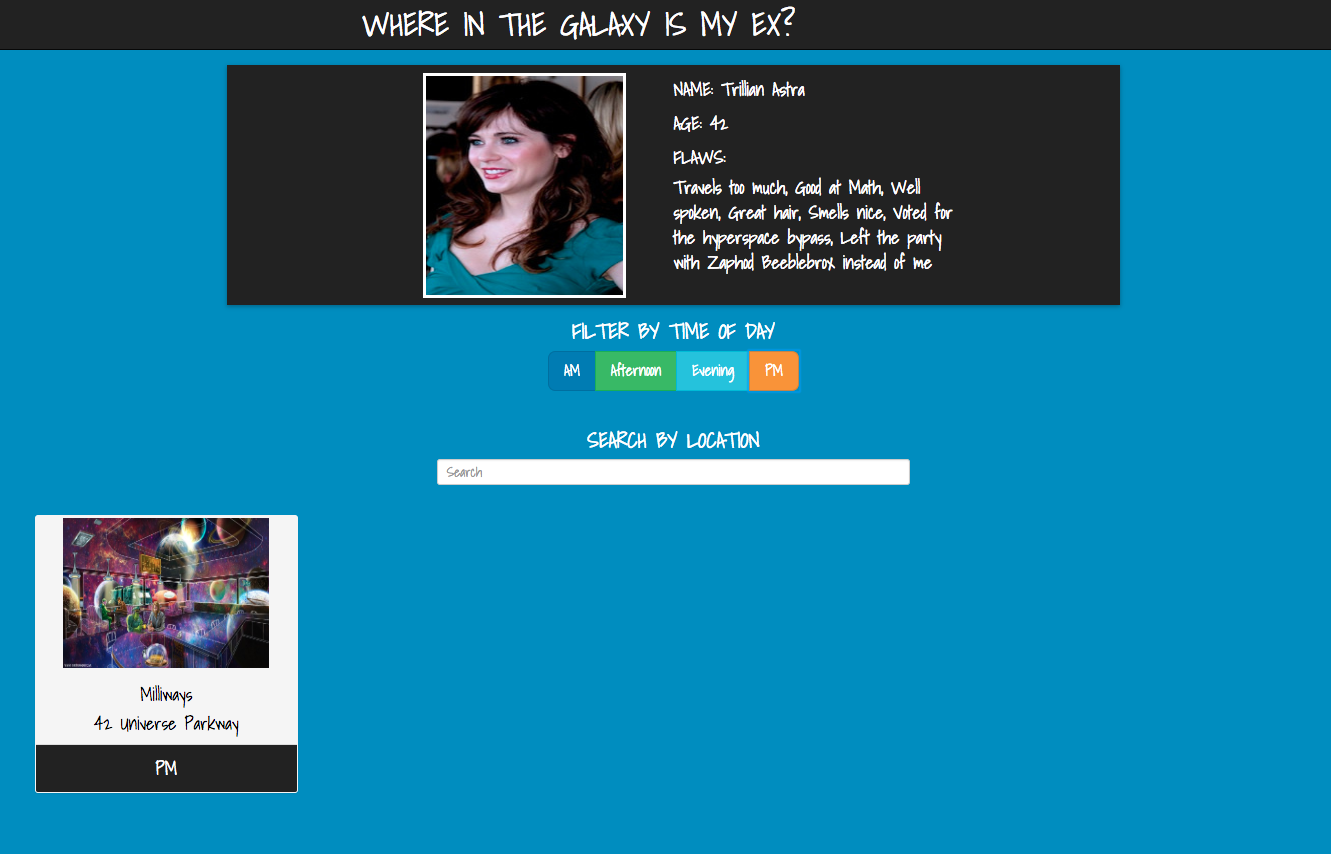 WHERE IN THE GALAXY IS MY EX?
NAME: Trillian Astra
AGE: 42
FLAWS:
Travels too much, Good at Math, Well
spoken, Great hair, Smells nice, Voted for
the hyperspace bypass, Left the party
with Zaphod Beeblebrox instead of me
FILTER BY TIME OF DAY
AM Afternoon Evening PM
SEARCH BY LOCATION
Search
Milliways
42 Universe Parkway
PM